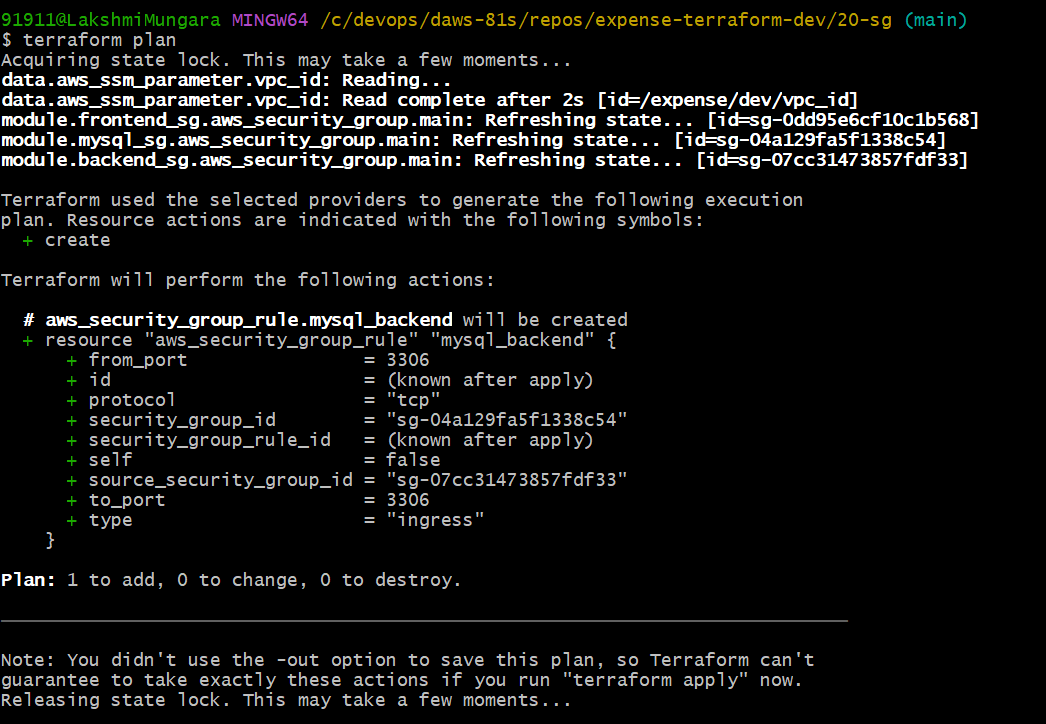 91911@LakshmiMungara MINGW64 /c/devops/daws-81s/repos/expense-terraform-dev/20-sg (main)
$ terraform plan
Acquiring state lock. This may take a few moments...
data.aws_ssm_parameter.vpc_id: Reading...
data.aws_ssm_parameter.vpc_id: Read complete after 2s [id=/expense/dev/vpc_id]
module.frontend_sg.aws_security_group.main: Refreshing state... [id=sg-0dd95e6cf10c1b568]
module.mysql_sg.aws_security_group.main: Refreshing state... [id=sg-04a129fa5f1338c54]
module.backend_sg.aws_security_group.main: Refreshing state... [id=sg-07cc31473857fdf33]

Terraform used the selected providers to generate the following execution
plan. Resource actions are indicated with the following symbols:
  + create

Terraform will perform the following actions:

  # aws_security_group_rule.mysql_backend will be created
  + resource "aws_security_group_rule" "mysql_backend" {
      + from_port                = 3306
      + id                       = (known after apply)
      + protocol                 = "tcp"
      + security_group_id        = "sg-04a129fa5f1338c54"
      + security_group_rule_id   = (known after apply)
      + self                     = false
      + source_security_group_id = "sg-07cc31473857fdf33"
      + to_port                  = 3306
      + type                     = "ingress"
    }

Plan: 1 to add, 0 to change, 0 to destroy.

Note: You didn't use the -out option to save this plan, so Terraform can't
guarantee to take exactly these actions if you run "terraform apply" now.
Releasing state lock. This may take a few moments...